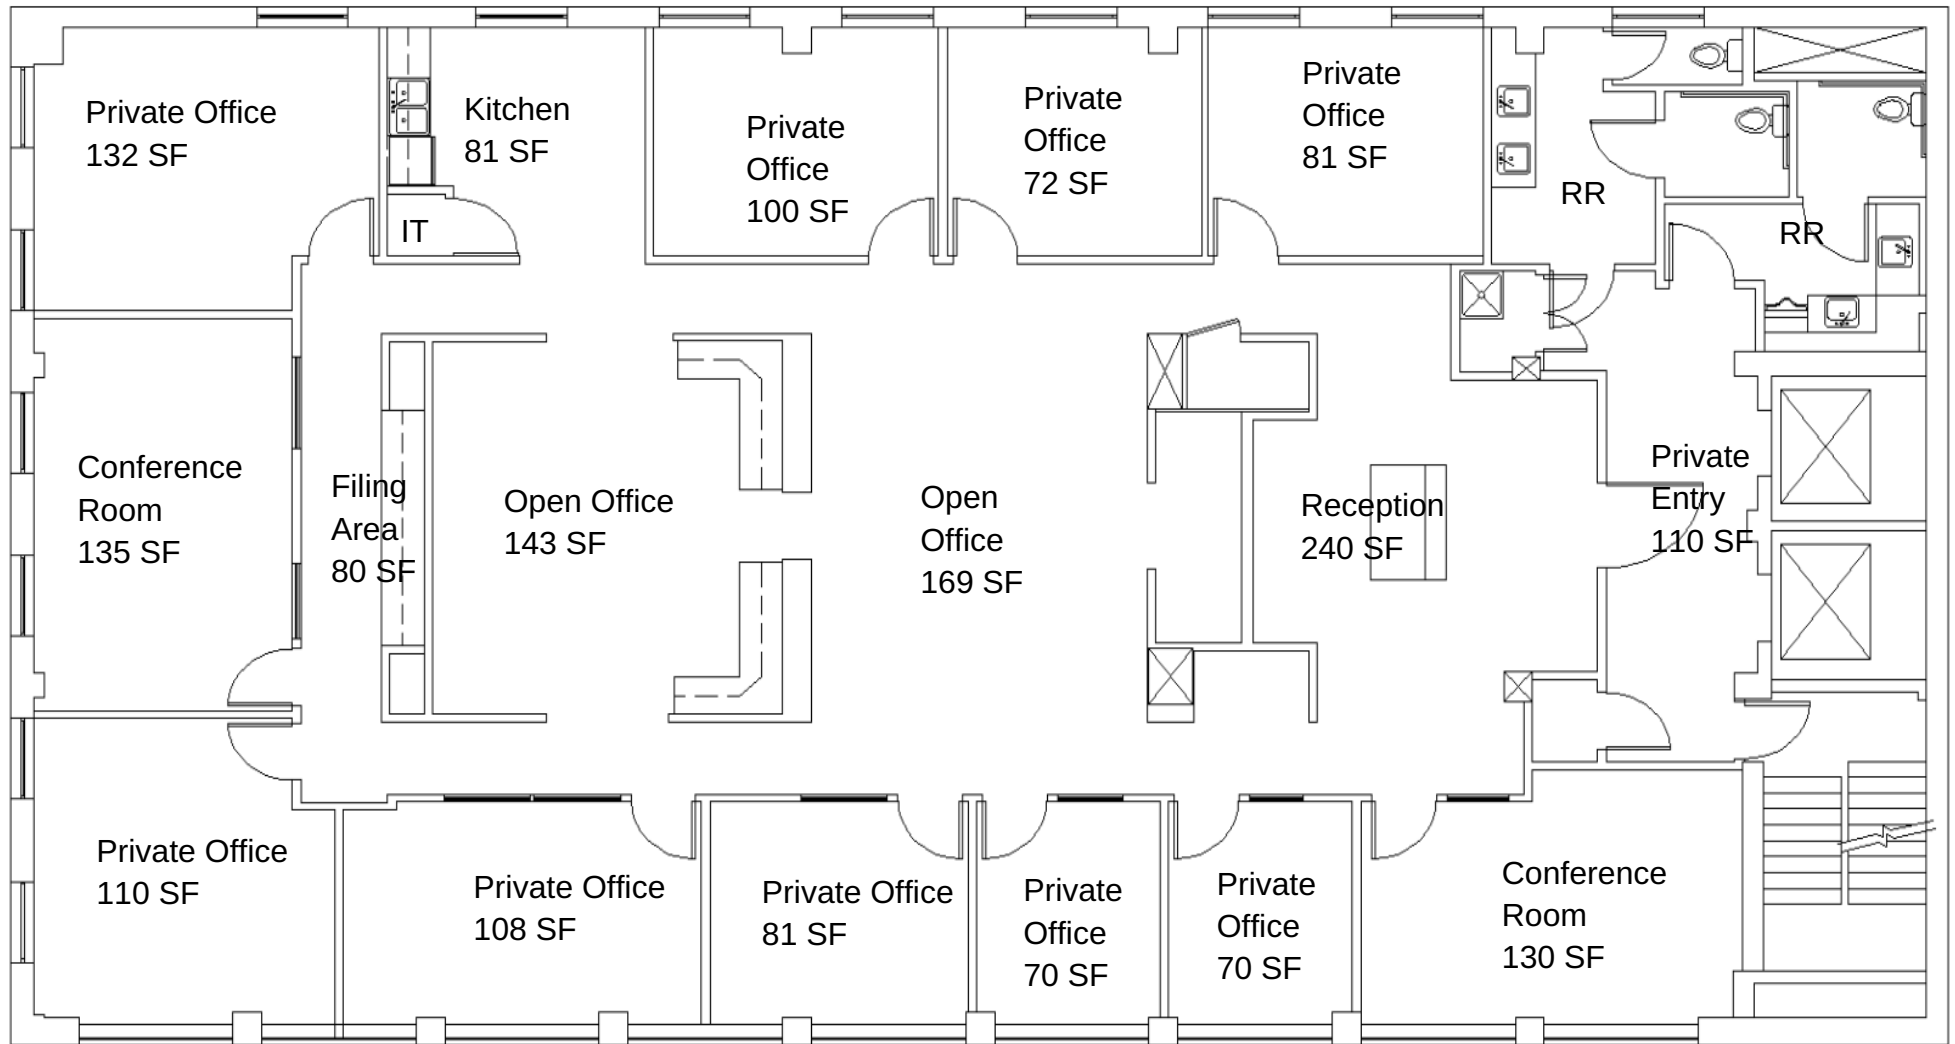 Private Office
132 SF
Kitchen
81 SF
IT
Private
Office
100 SF
Private
Office
72 SF
Private
Office
81 SF
RR
RR
Conference
Room
135 SF
Filing
Area
80 SF
Open Office
143 SF
Open
Office
169 SF
Reception
240 SF
Private
Entry
110 SF
Private Office
110 SF
Private Office
108 SF
Private Office
81 SF
Private
Office
70 SF
Private
Office
70 SF
Conference
Room
130 SF